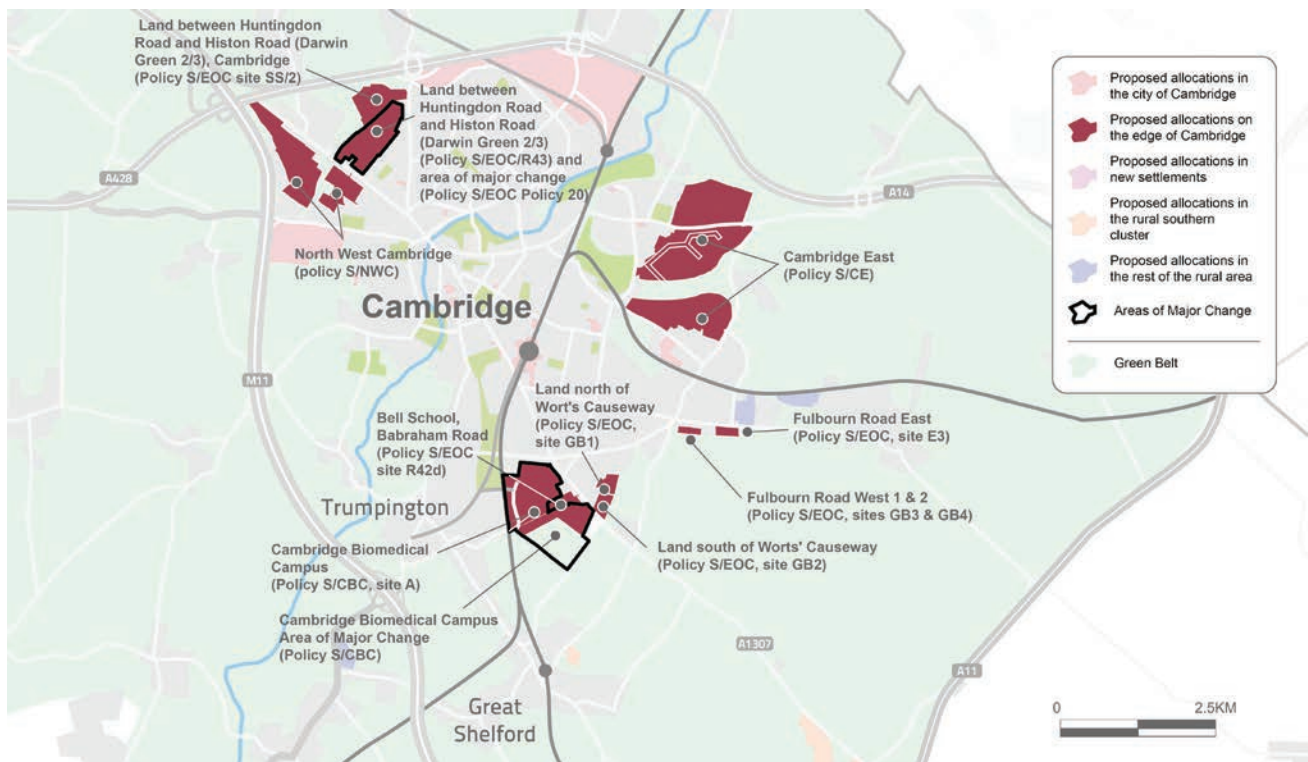 Land between Huntingdon
Road and Histon Road (Darwin
Green 2/3), Cambridge
(Policy S/EOC site SS/2)
Land between
Huntingdon Road
and Histon Road
(Darwin Green 2/3)
(Policy S/EOC/R43) and
area of major change
(Policy S/EOC Policy 20)
A428
A14
North West Cambridge
(policy S/NWC)
Cambridge East
(Policy S/CE)
Cambridge
M11
Land north of
Wort's Causeway
(Policy S/EOC,
site GB1)
Bell School,
Babraham Road
(Policy S/EOC
site R42d)
Fulbourn Road East
(Policy S/EOC, site E3)
Fulbourn Road West 1 & 2
(Policy S/EOC, sites GB3 & GB4)
Trumpington
Cambridge Biomedical
Campus
(Policy S/CBC, site A)
Land south of Worts' Causeway
(Policy S/EOC, site GB2)
Cambridge Biomedical Campus
Area of Major Change
(Policy S/CBC)
A1307
A11
Great
Shelford
Proposed allocations in
the city of Cambridge
Proposed allocations on
the edge of Cambridge
Proposed allocations in
new settlements
Proposed allocations in
the rural southern
cluster
Proposed allocations in
the rest of the rural area
Areas of Major Change
Green Belt
0
2.5KM